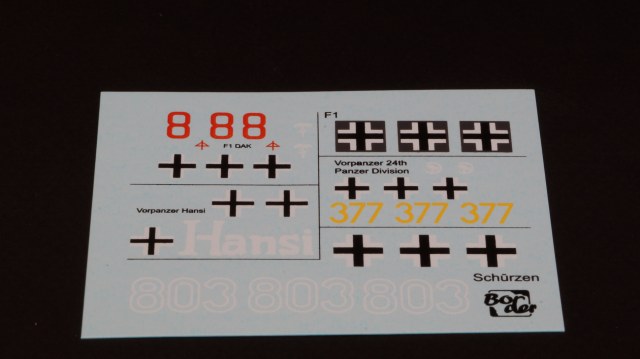 8 88
F1 DAK
F1
Vorpanzer 24th
Panzer Division
377 377 377
Vorpanzer Hansi
Hansi
Schürzen
803 803 803
Border